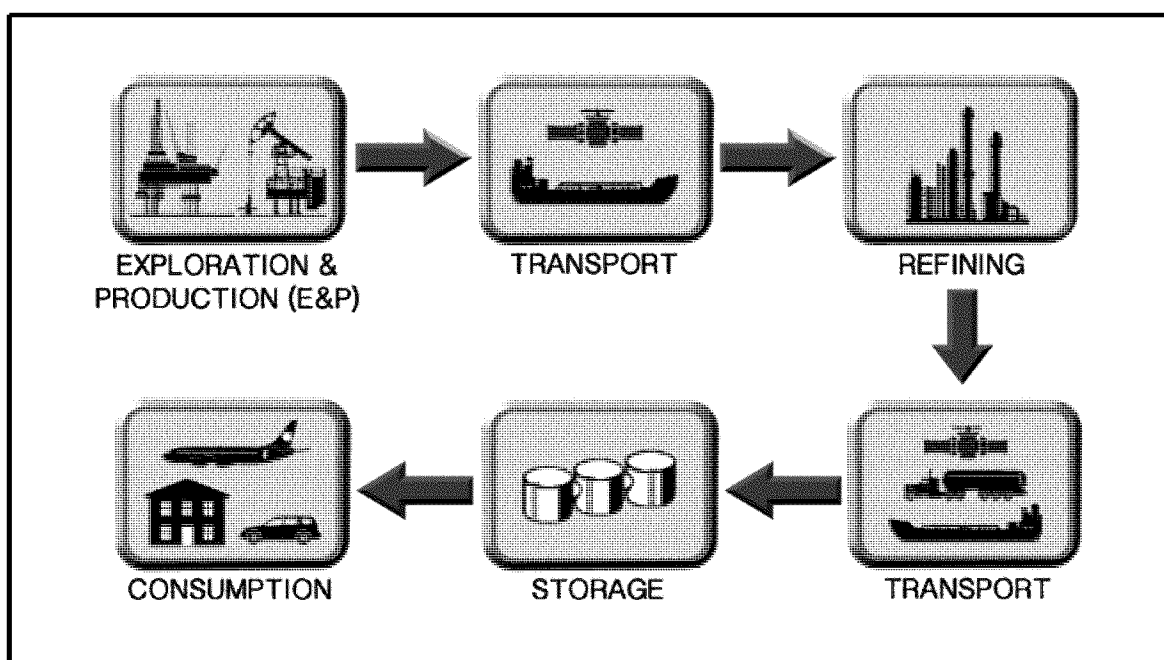 EXPLORATION &
PRODUCTION (E&P)
TRANSPORT
REFINING
TRANSPORT
STORAGE
CONSUMPTION